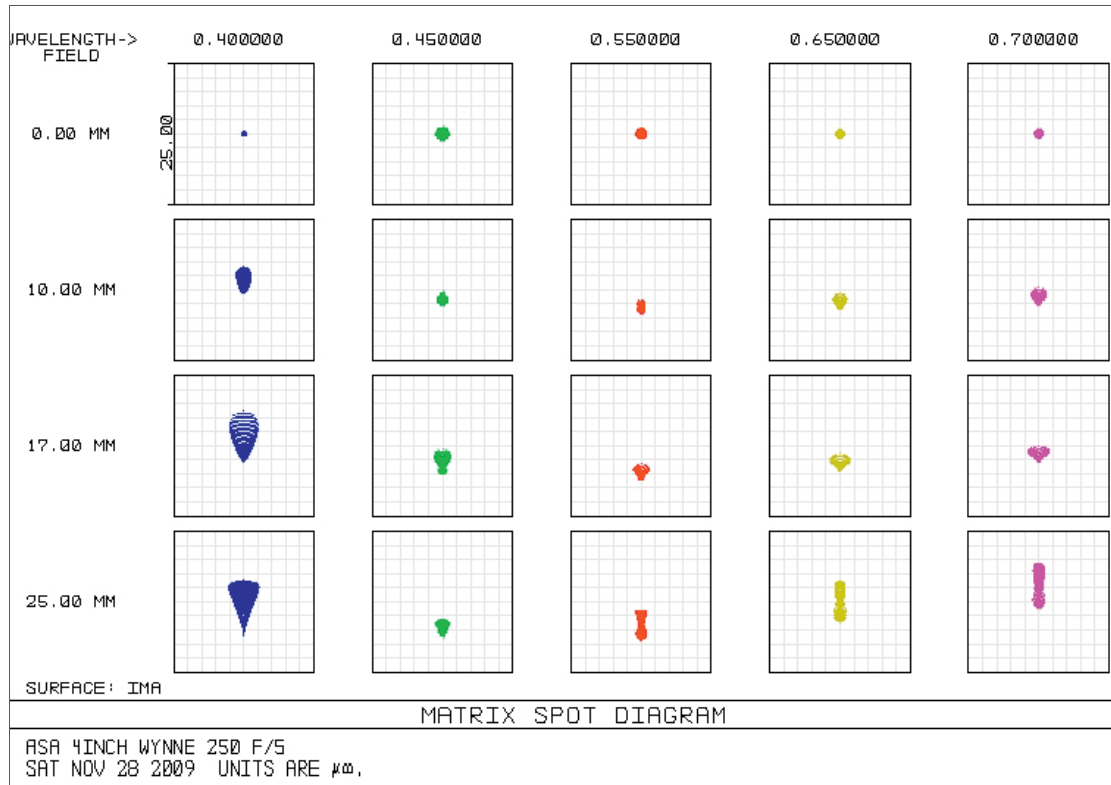 WAVELENGTH-> 0.400000 0.450000 0.550000 0.650000 0.700000
FIELD
0.00 MM
25.00
10.00 MM
17.00 MM
25.00 MM
SURFACE: IMA
MATRIX SPOT DIAGRAM
ASA 4INCH WYNNE 250 F/5
SAT NOV 28 2009 UNITS ARE µm.